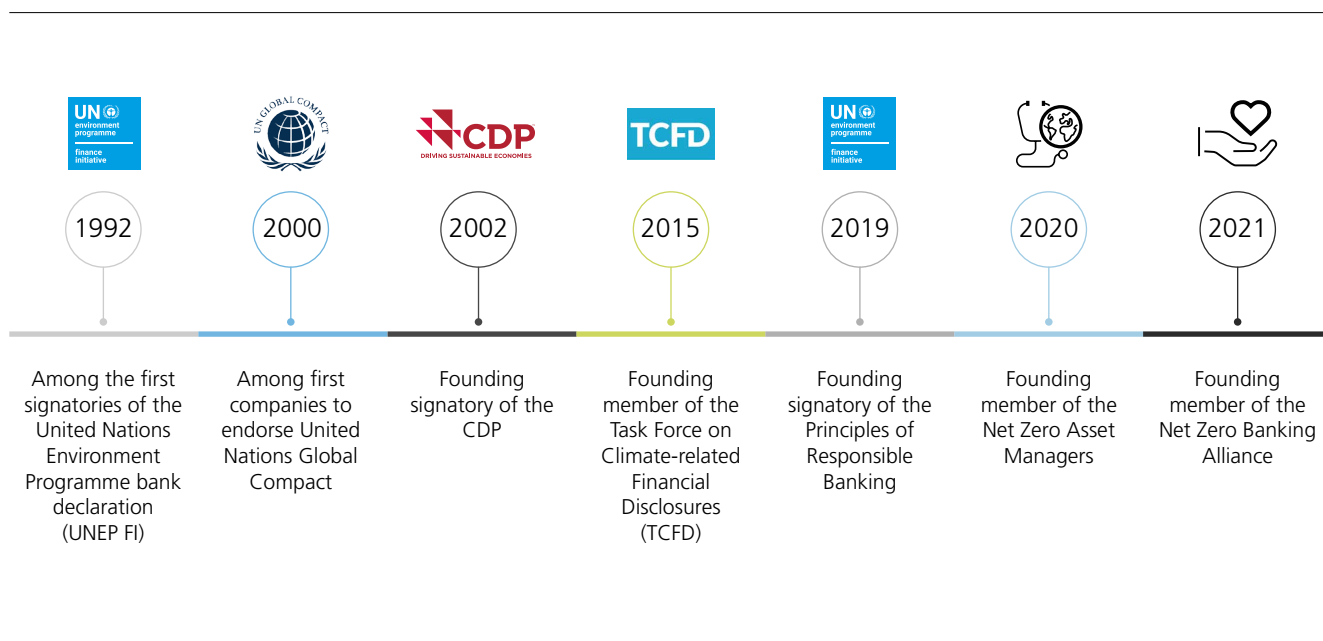 UN
environment
programme
finance
initiative
UN GLOBAL COMPACT
CDP
DRIVING SUSTAINABLE ECONOMIES
TCFD
UN
environment
programme
finance
initiative
1992
2000
2002
2015
2019
2020
2021
Among the first
signatories of the
United Nations
Environment
Programme bank
declaration
(UNEP FI)
Among first
companies to
endorse United
Nations Global
Compact
Founding
signatory of the
CDP
Founding
member of the
Task Force on
Climate-related
Financial
Disclosures
(TCFD)
Founding
signatory of the
Principles of
Responsible
Banking
Founding
member of the
Net Zero Asset
Managers
Founding
member of the
Net Zero Banking
Alliance